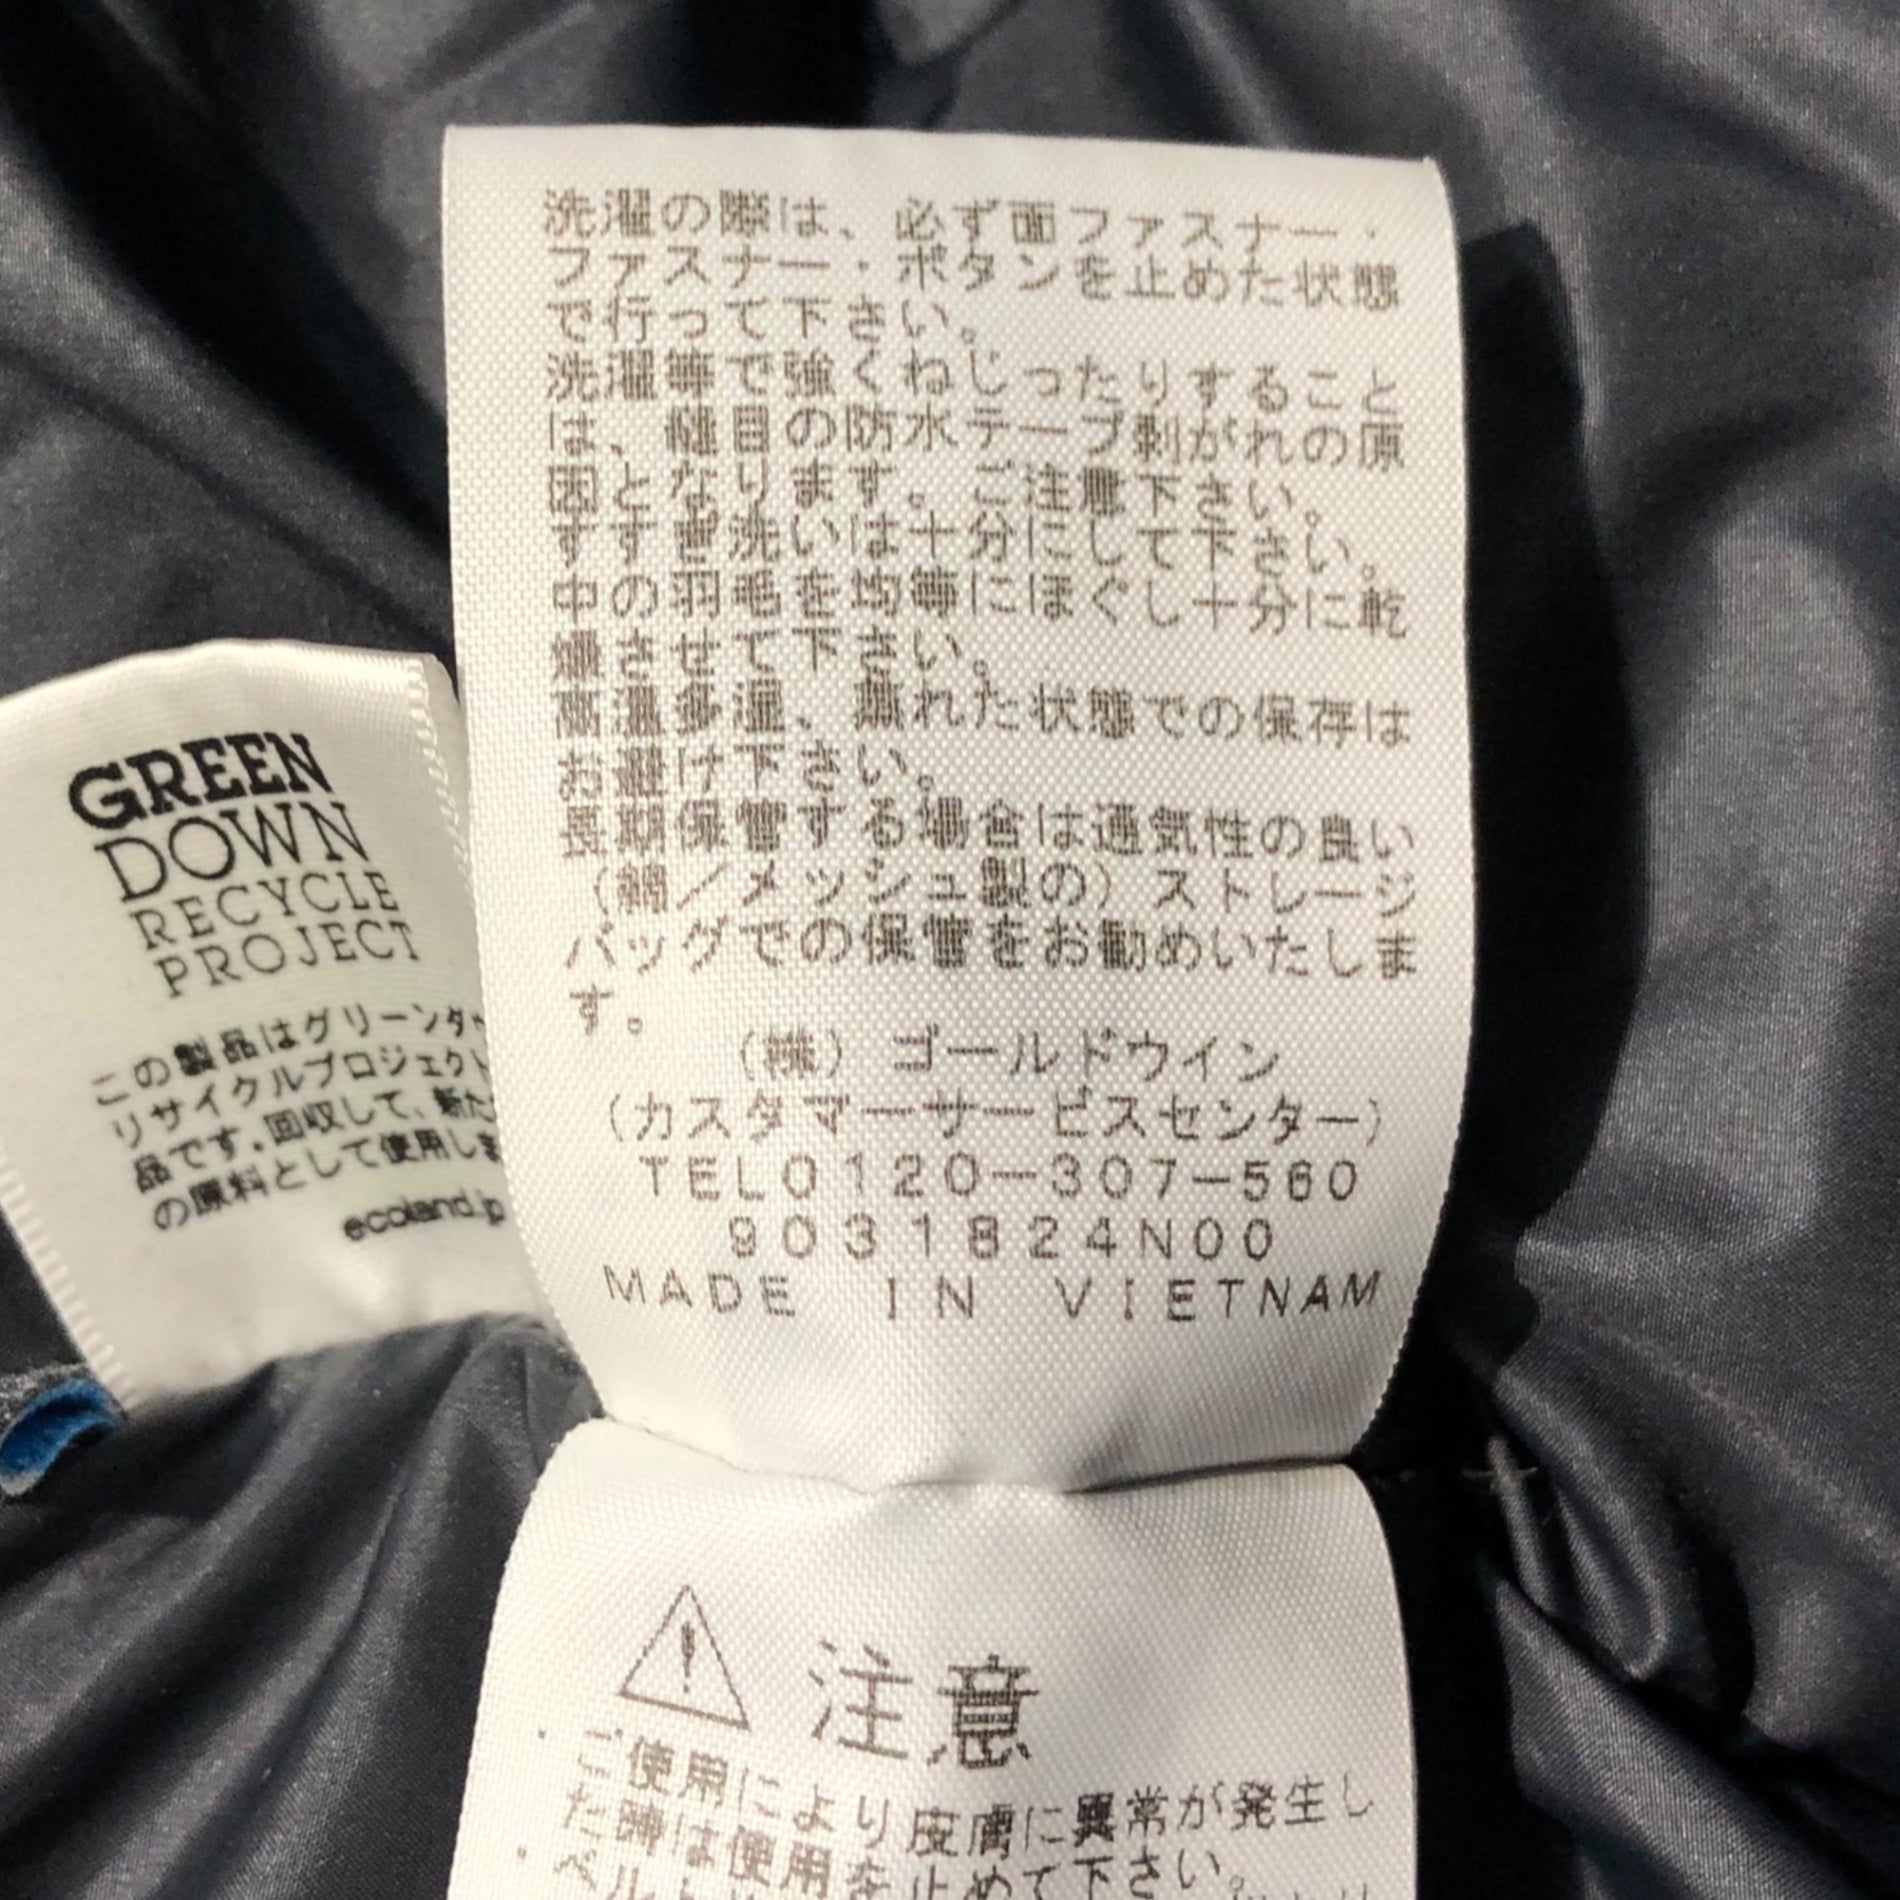 洗濯の際は、必ず面ファスナー・
ファスナー・ボタンを止めた状態
で行って下さい。
洗濯等で強くねじったりすること
は、縫目の防水テープ剥がれの原
因となります。ご注意下さい。
すすぎ洗いは十分にして下さい。
中の羽毛を均等にほぐし十分に乾
燥させて下さい。
高温多湿、蒸れた状態での保存は
お避け下さい。
長期保管する場合は通気性の良い
(綿/メッシュ製の)ストレージ
バッグでの保管をお勧めいたしま
す。
(株)ゴールドウイン
(カスタマーサービスセンター)
TEL0120-307-560
9031824N00
MADE IN VIETNAM
GREEN
DOWN
RECYCLE
PROJECT
この製品はグリーンダウ
リサイクルプロジェクト
品です。回収して、新た
の原料として使用しま
ecoland.jp
注意
・ご使用により皮膚に異常が発生し
た時は使用を止めて下さい。